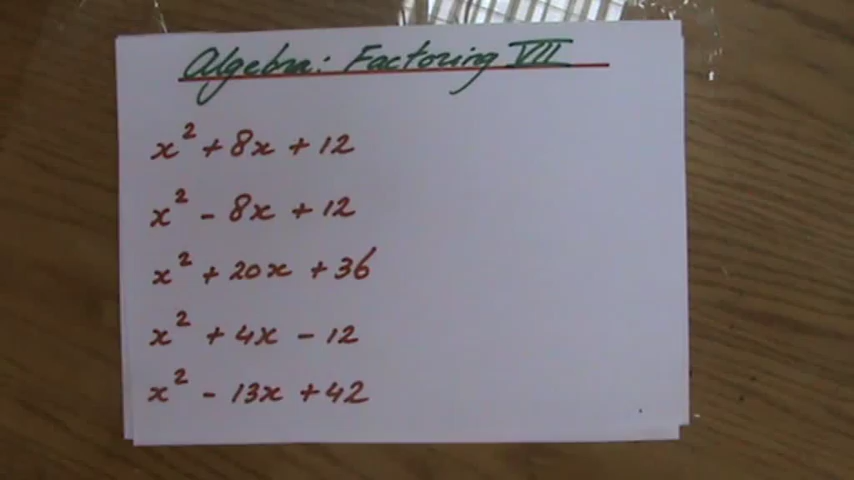 Algebra: Factoring VII
x² + 8x + 12
x² - 8x + 12
x² + 20x + 36
x² + 4x - 12
x² - 13x + 42